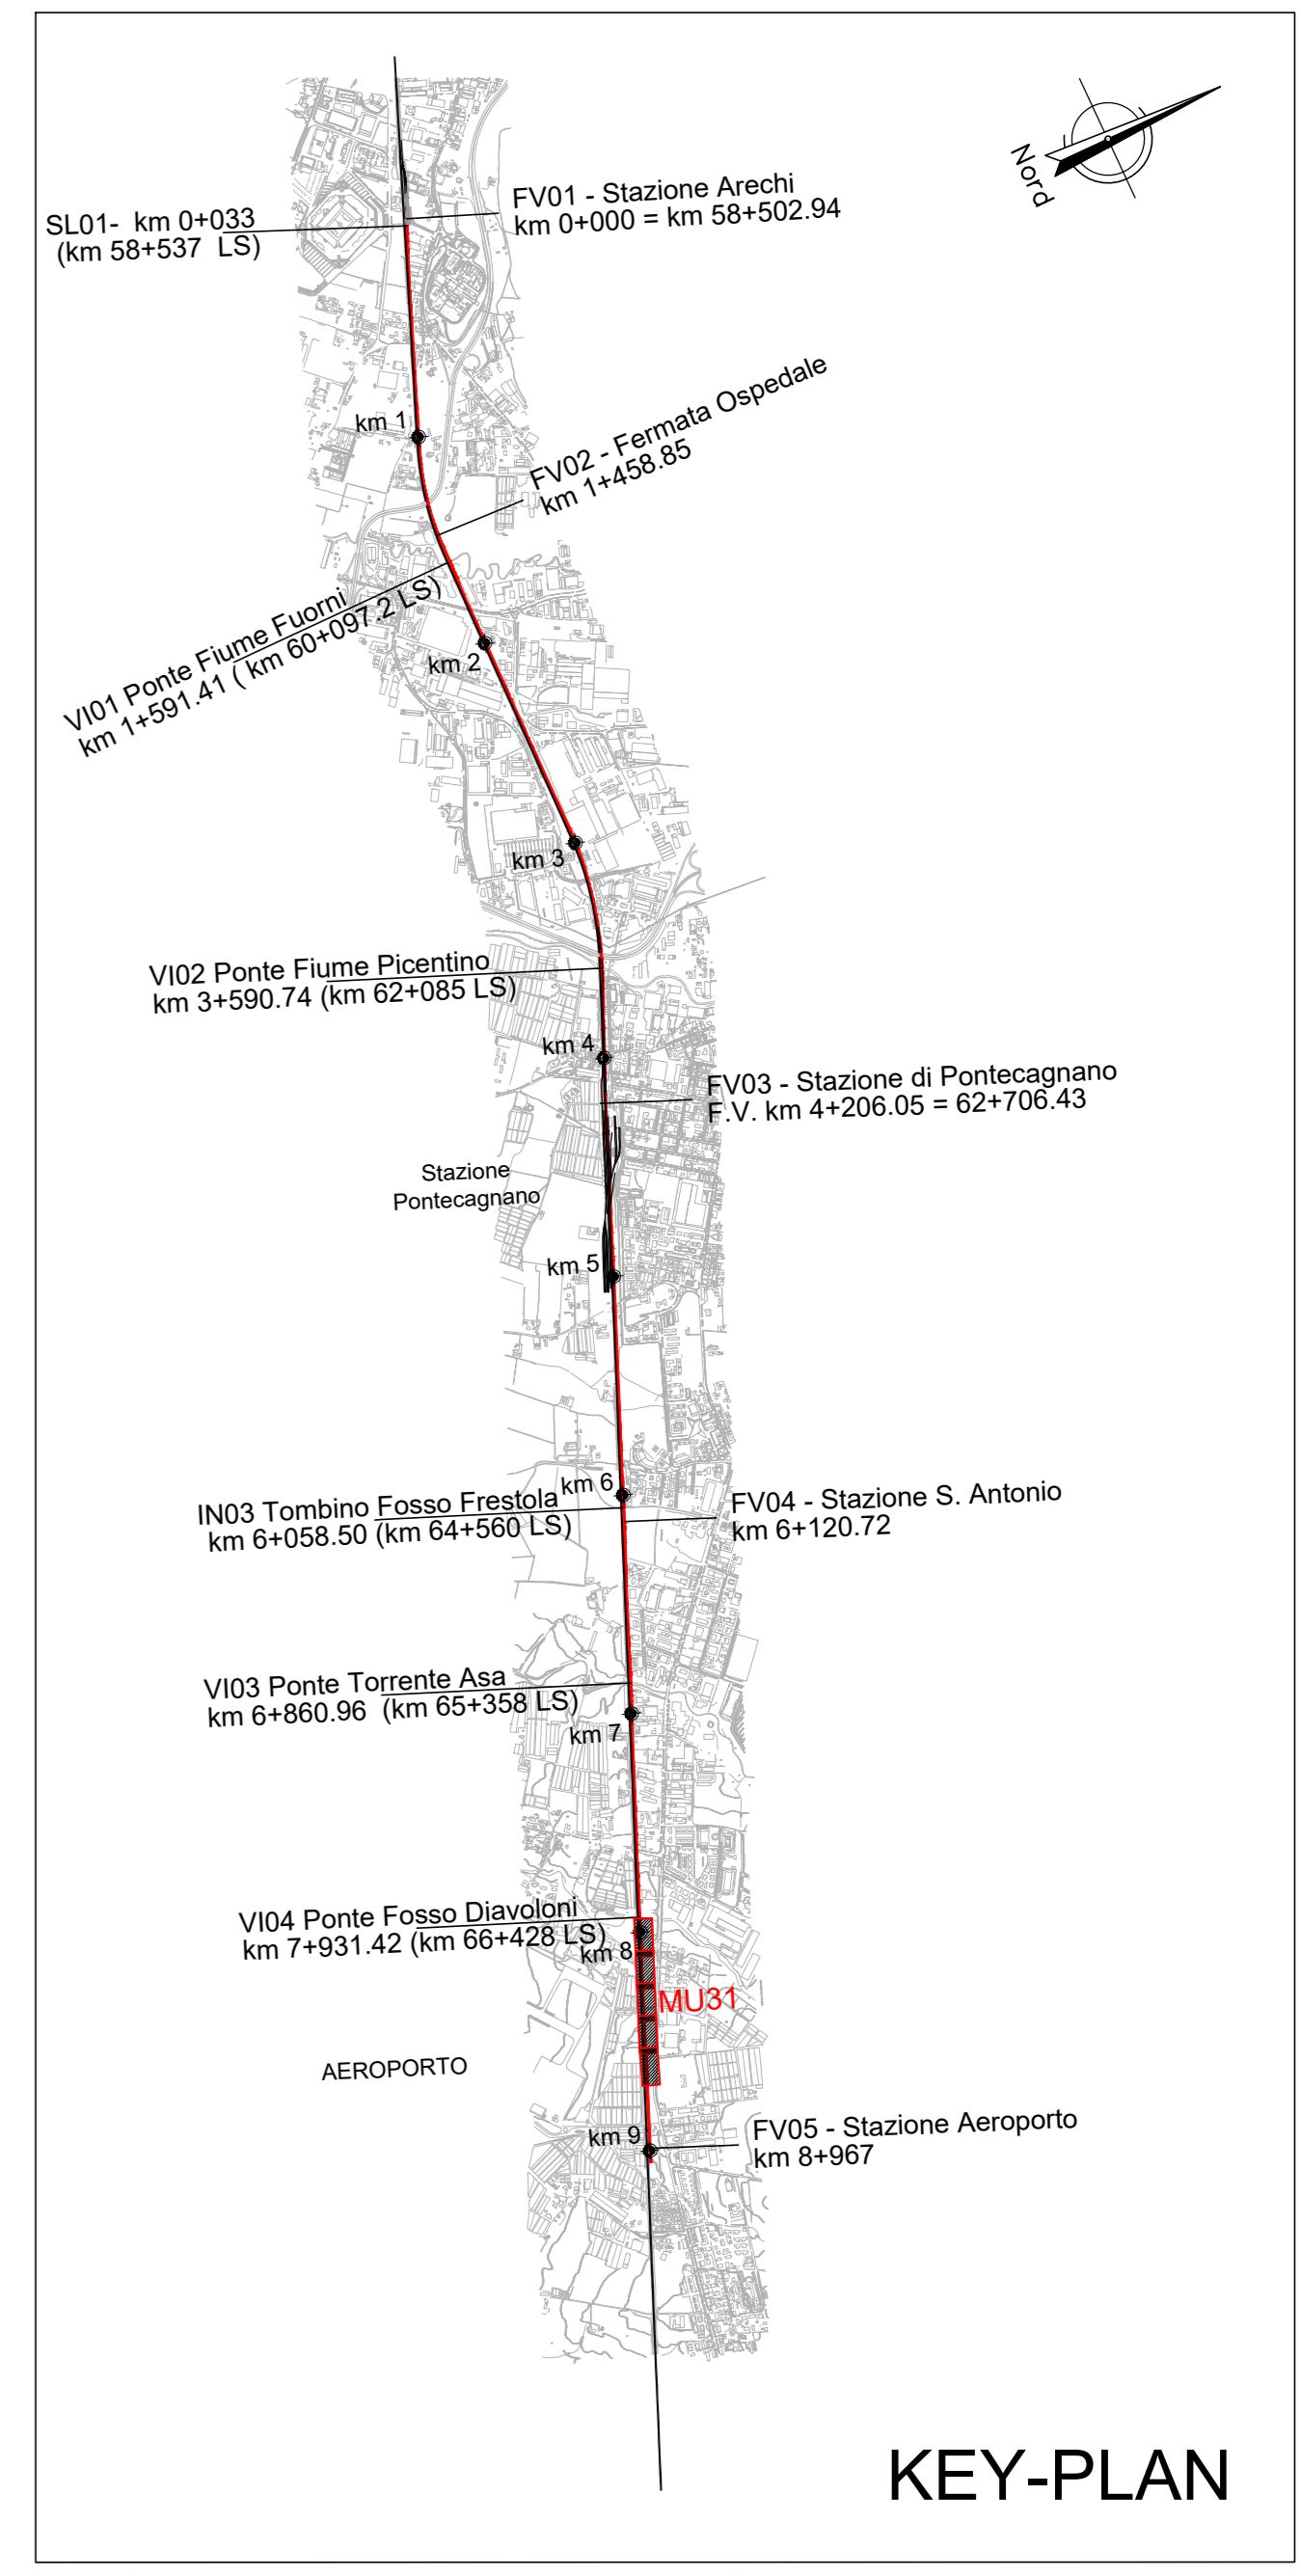 Nord
FV01 - Stazione Arechi
km 0+000 = km 58+502.94
SL01- km 0+033
(km 58+537 LS)
km 1
FV02 - Fermata Ospedale
km 1+458.85
VI01 Ponte Fiume Fuorni
km 1+591.41 ( km 60+097.2 LS)
km 2
km 3
VI02 Ponte Fiume Picentino
km 3+590.74 (km 62+085 LS)
km 4
FV03 - Stazione di Pontecagnano
F.V. km 4+206.05 = 62+706.43
Stazione
Pontecagnano
km 5
km 6
IN03 Tombino Fosso Frestola
km 6+058.50 (km 64+560 LS)
FV04 - Stazione S. Antonio
km 6+120.72
VI03 Ponte Torrente Asa
km 6+860.96 (km 65+358 LS)
km 7
VI04 Ponte Fosso Diavoloni
km 7+931.42 (km 66+428 LS)
km 8
MU31
AEROPORTO
km 9
FV05 - Stazione Aeroporto
km 8+967
KEY-PLAN